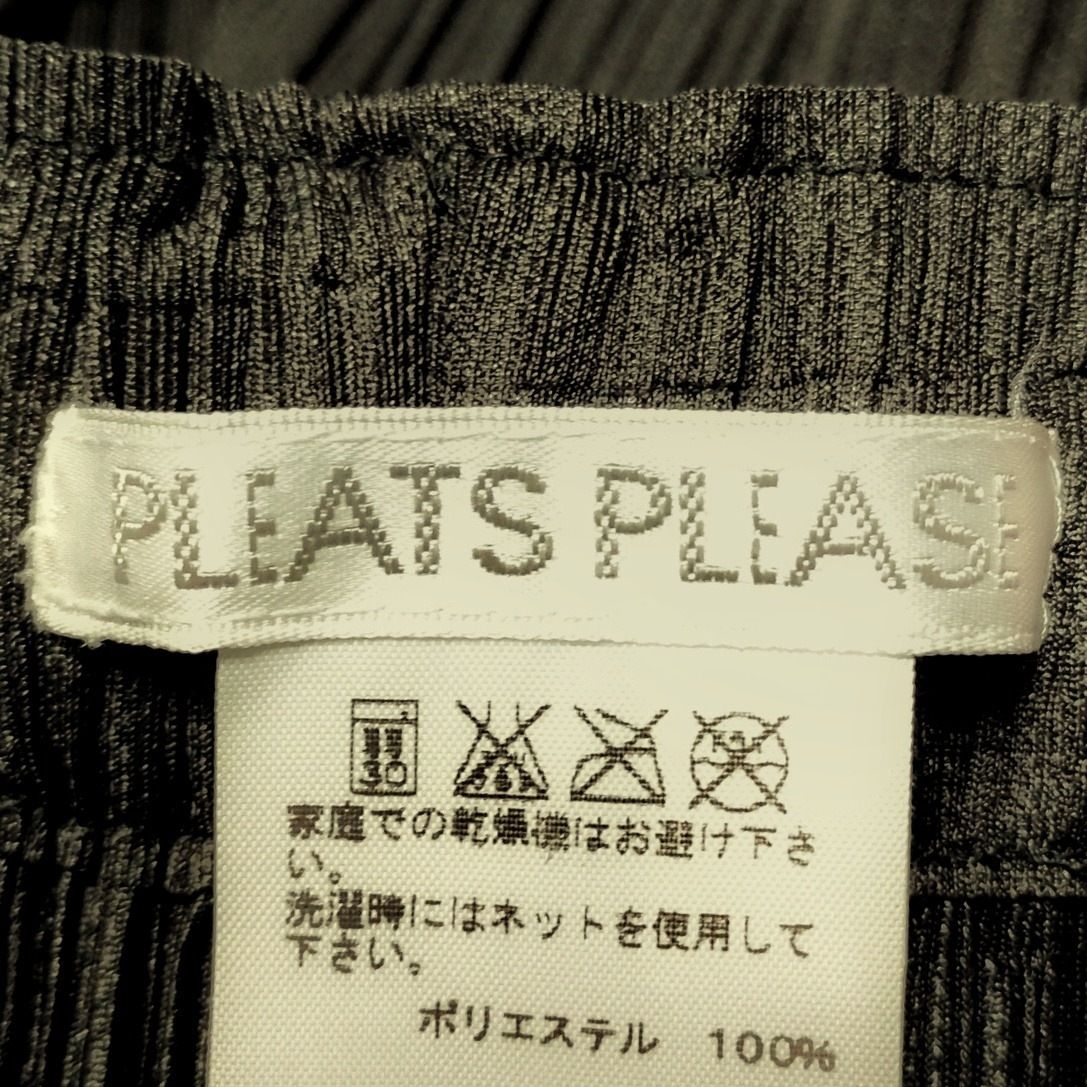 PLEATS PLEASE
弱 30
家庭での乾燥機はお避け下さ
い。
洗濯時にはネットを使用して
下さい。
ポリエステル 100%